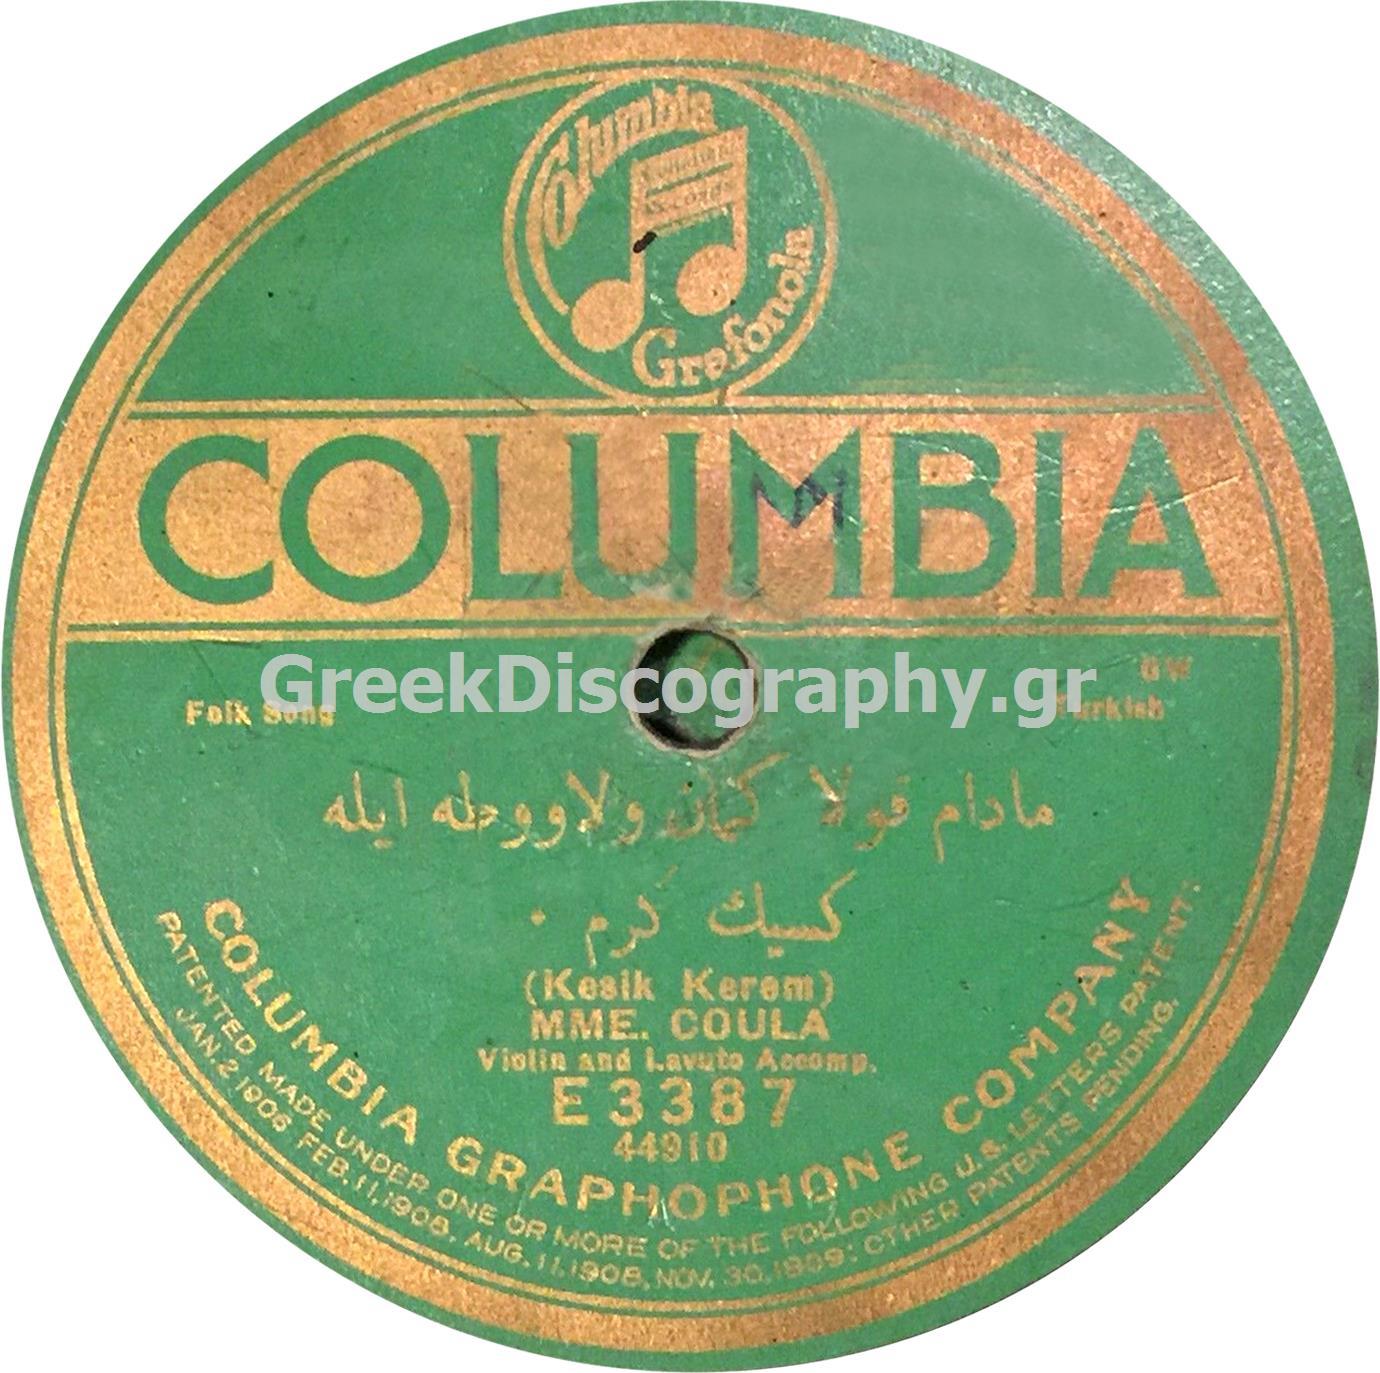 Columbia
Grafonola
COLUMBIA
GreekDiscography.gr
GW
Folk Song
Turkish
مادام قولا كمان ولاووطه ايله
كسيك كرم .
(Kesik Kerem)
MME. COULA
Violin and Lavuto Accomp.
E3387
44910
COLUMBIA GRAPHOPHONE COMPANY
PATENTED MADE UNDER ONE OR MORE OF THE FOLLOWING U.S. LETTERS PATENT:
JAN. 2, 1906, FEB. 11, 1908, AUG. 11, 1908, NOV. 30, 1909; OTHER PATENTS PENDING.